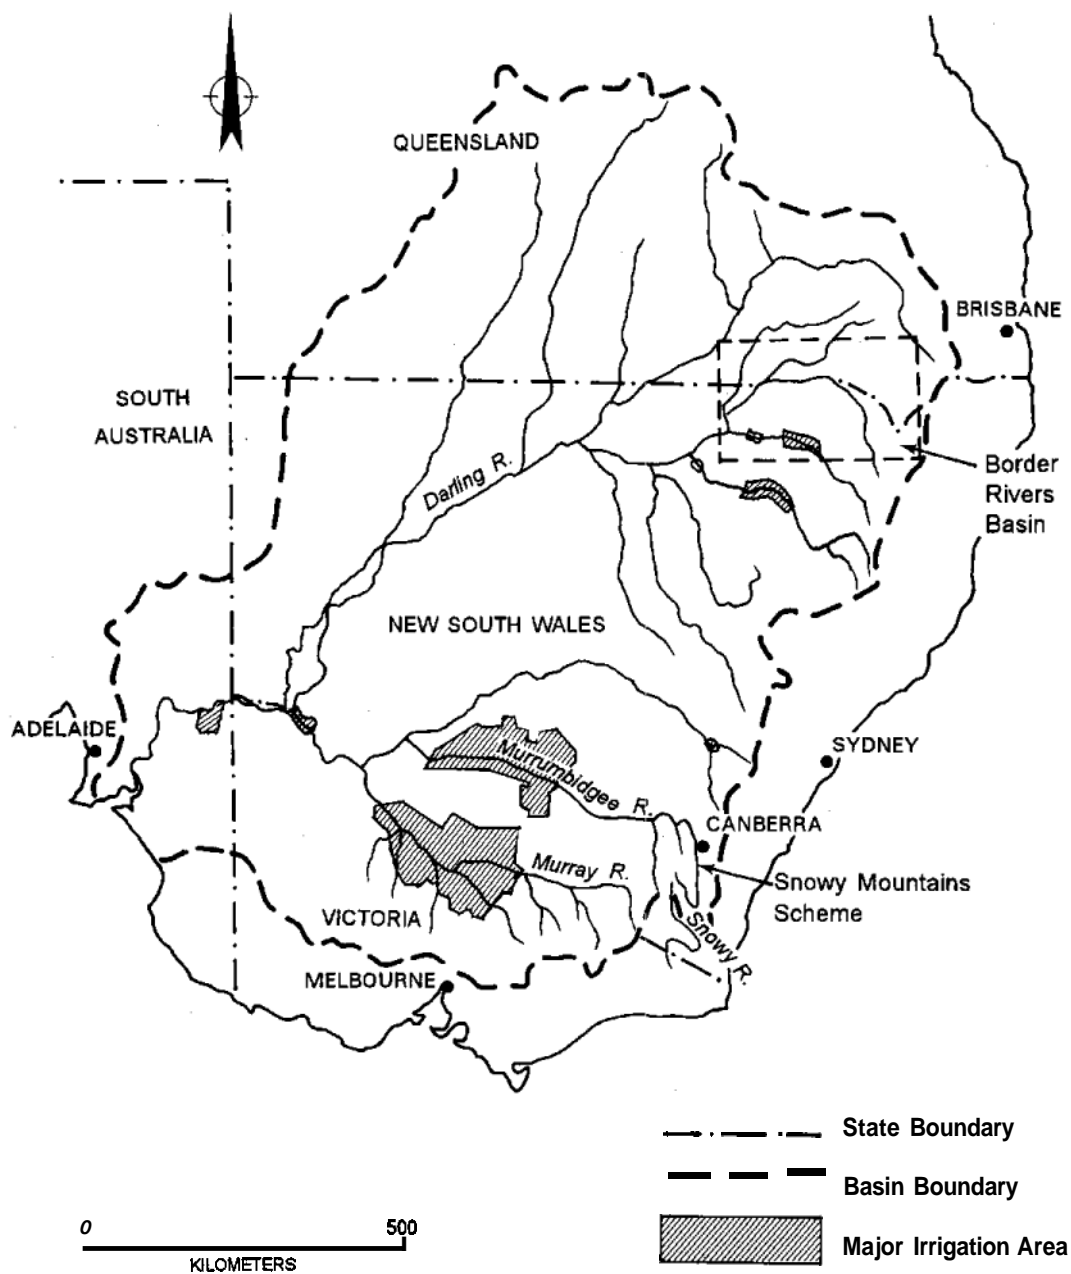 QUEENSLAND
BRISBANE
SOUTH
AUSTRALIA
Darling R.
Border
Rivers
Basin
NEW SOUTH WALES
ADELAIDE
Murrumbidgee R.
SYDNEY
CANBERRA
Murray R.
Snowy Mountains
Scheme
VICTORIA
Snowy R.
MELBOURNE
State Boundary
Basin Boundary
Major Irrigation Area
0 500
KILOMETERS